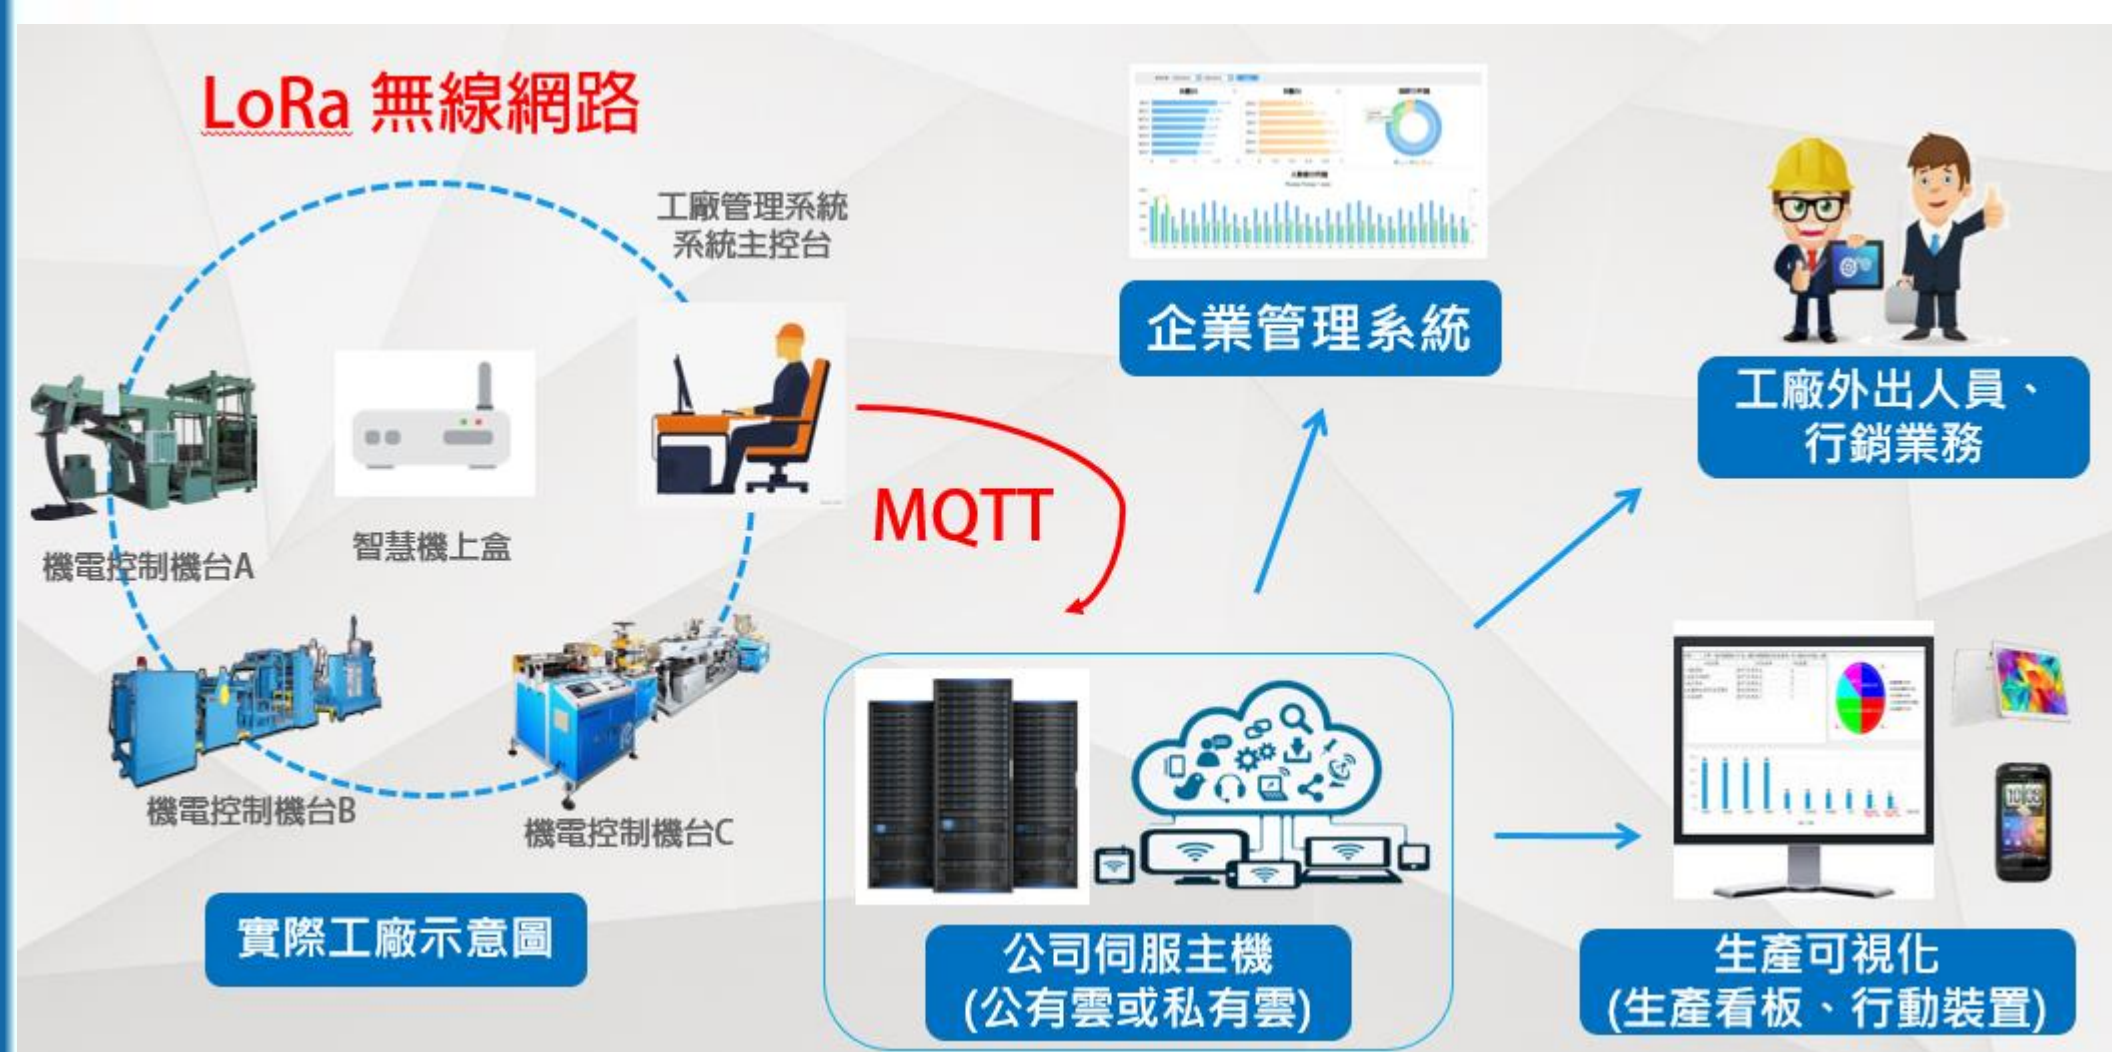 LoRa 無線網路
工廠管理系統
系統主控台
智慧機上盒
機電控制機台A
機電控制機台B
機電控制機台C
實際工廠示意圖
MQTT
企業管理系統
工廠外出人員、
行銷業務
公司伺服主機
(公有雲或私有雲)
生產可視化
(生產看板、行動裝置)